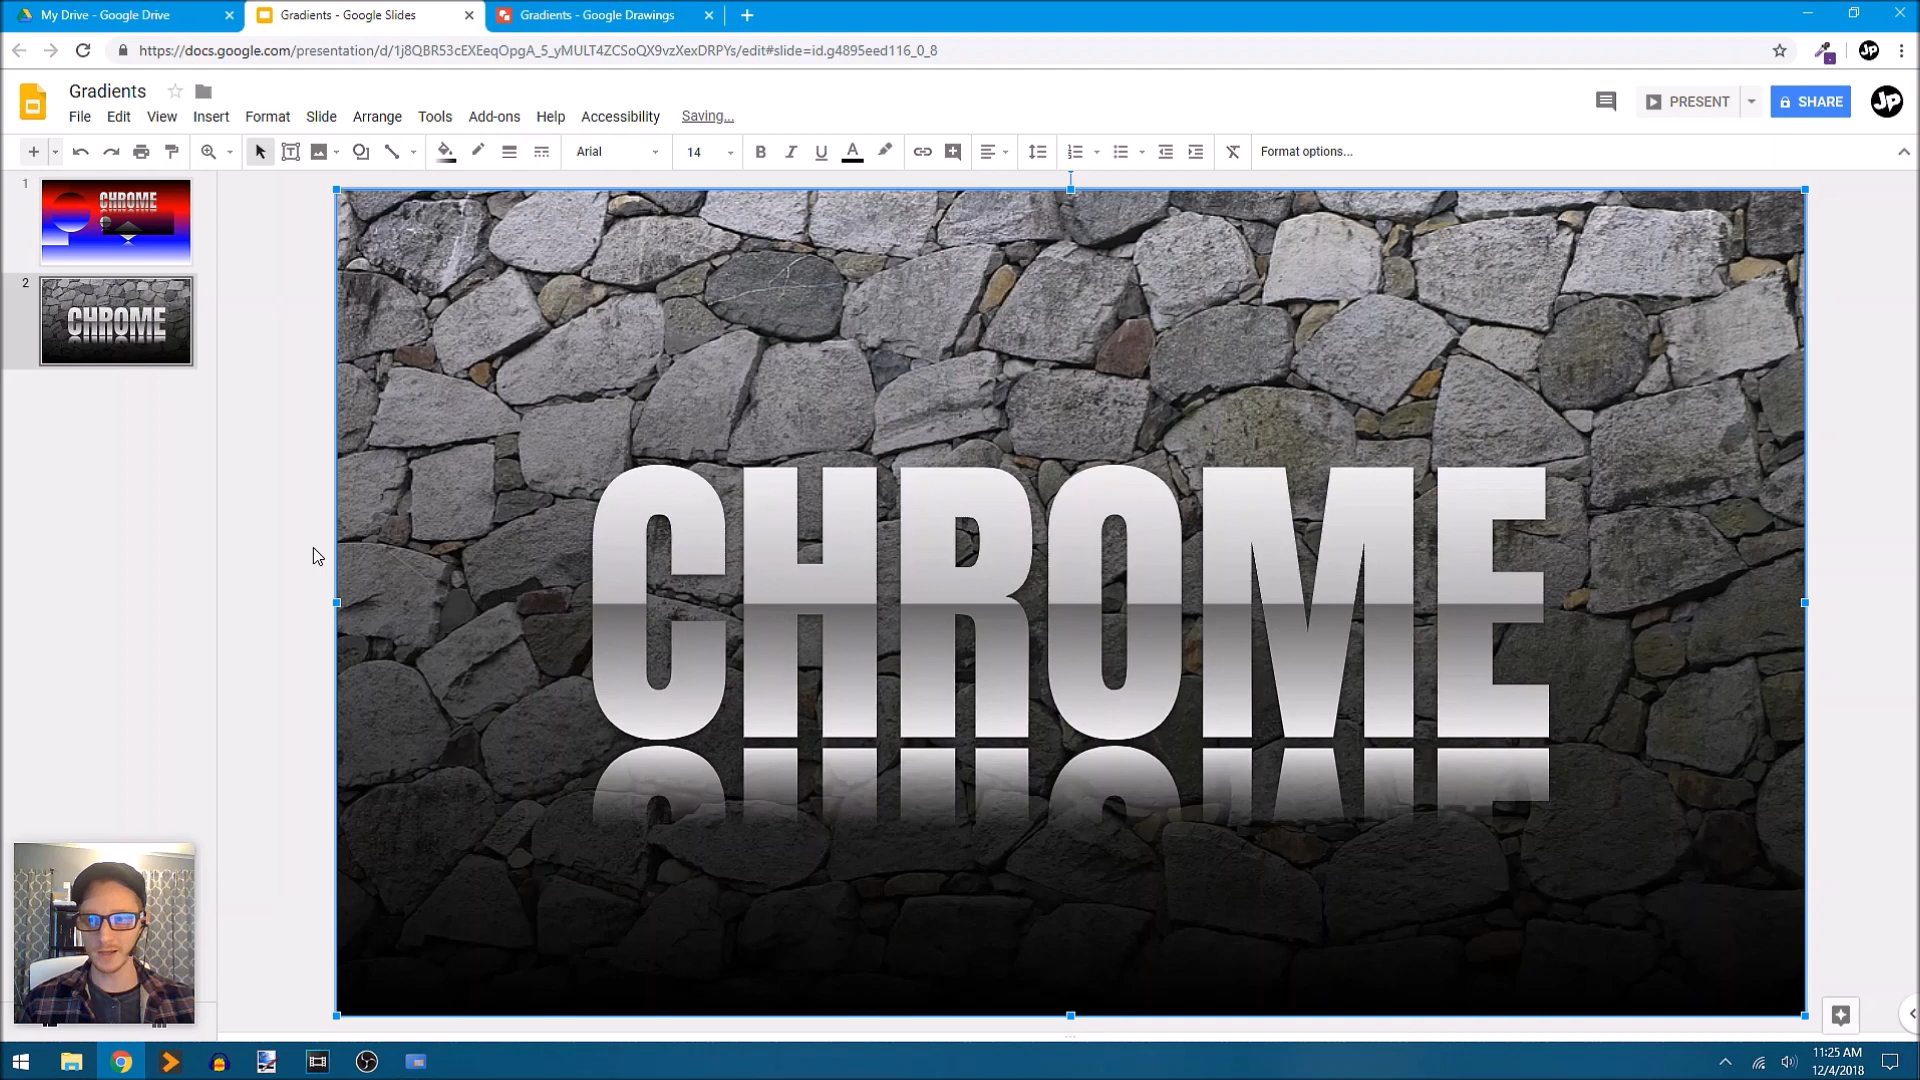 My Drive - Google Drive
Gradients - Google Slides
Gradients - Google Drawings
https://docs.google.com/presentation/d/1j8QBR53cEXEeqOpgA_5_yMULT4ZCSoQX9vzXexDRPYs/edit#slide=id.g4895eed116_0_8
Gradients
PRESENT
SHARE
JP
File Edit View Insert Format Slide Arrange Tools Add-ons Help Accessibility Saving...
Arial 14 B I U A Format options...
1
CHROME
2
CHROME
CHROME
11:25 AM
12/4/2018